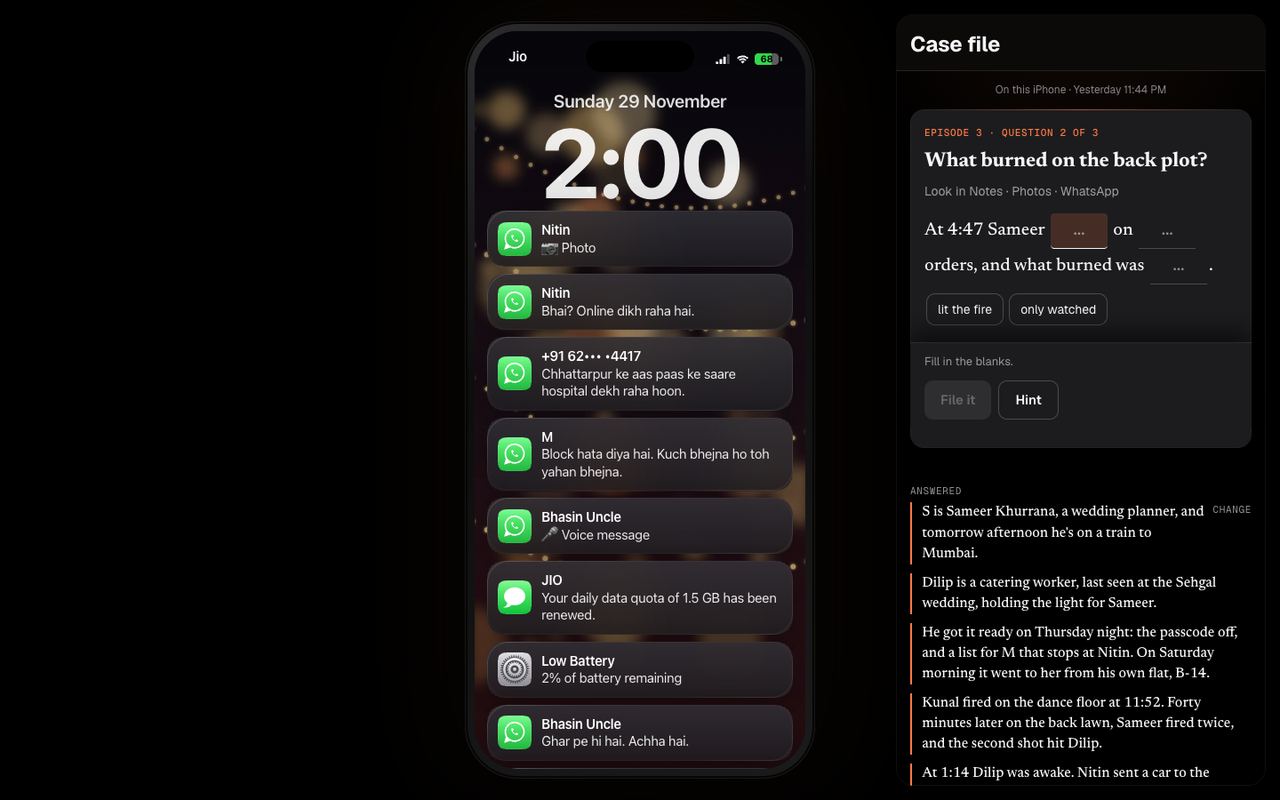 Jio
68
Sunday 29 November
2:00
Nitin
📷 Photo
Nitin
Bhai? Online dikh raha hai.
+91 62••• •4417
Chhattarpur ke aas paas ke saare
hospital dekh raha hoon.
M
Block hata diya hai. Kuch bhejna ho toh
yahan bhejna.
Bhasin Uncle
🎤 Voice message
JIO
Your daily data quota of 1.5 GB has been
renewed.
Low Battery
2% of battery remaining
Bhasin Uncle
Ghar pe hi hai. Achha hai.
Case file
On this iPhone · Yesterday 11:44 PM
EPISODE 3 · QUESTION 2 OF 3
What burned on the back plot?
Look in Notes · Photos · WhatsApp
At 4:47 Sameer ... on ...
orders, and what burned was ... .
lit the fire
only watched
Fill in the blanks.
File it
Hint
ANSWERED
S is Sameer Khurrana, a wedding planner, and
CHANGE
tomorrow afternoon he's on a train to
Mumbai.
Dilip is a catering worker, last seen at the Sehgal
wedding, holding the light for Sameer.
He got it ready on Thursday night: the passcode off,
and a list for M that stops at Nitin. On Saturday
morning it went to her from his own flat, B-14.
Kunal fired on the dance floor at 11:52. Forty
minutes later on the back lawn, Sameer fired twice,
and the second shot hit Dilip.
At 1:14 Dilip was awake. Nitin sent a car to the